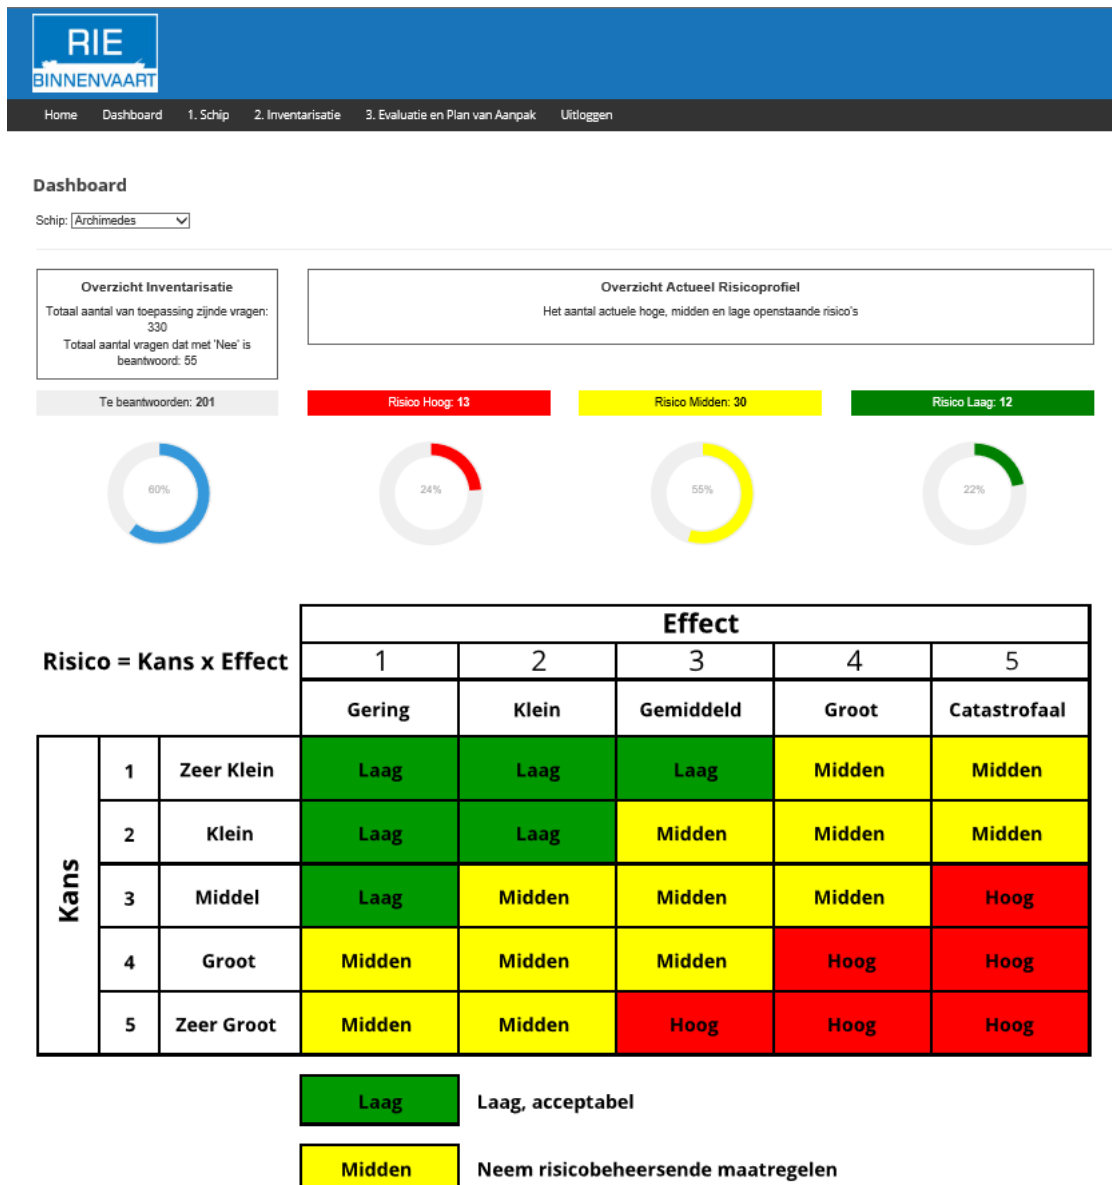 RIE
BINNENVAART
Home Dashboard 1. Schip 2. Inventarisatie 3. Evaluatie en Plan van Aanpak Uitloggen
Dashboard
Schip: Archimedes
Overzicht Inventarisatie
Totaal aantal van toepassing zijnde vragen:
330
Totaal aantal vragen dat met 'Nee' is
beantwoord: 55
Overzicht Actueel Risicoprofiel
Het aantal actuele hoge, midden en lage openstaande risico's
Te beantwoorden: 201
Risico Hoog: 13
Risico Midden: 30
Risico Laag: 12
60%
24%
55%
22%
Effect
Risico = Kans x Effect 1 2 3 4 5
Gering Klein Gemiddeld Groot Catastrofaal
Kans
1 Zeer Klein Laag Laag Laag Midden Midden
2 Klein Laag Laag Midden Midden Midden
3 Middel Laag Midden Midden Midden Hoog
4 Groot Midden Midden Midden Hoog Hoog
5 Zeer Groot Midden Midden Hoog Hoog Hoog
Laag Laag, acceptabel
Midden Neem risicobeheersende maatregelen